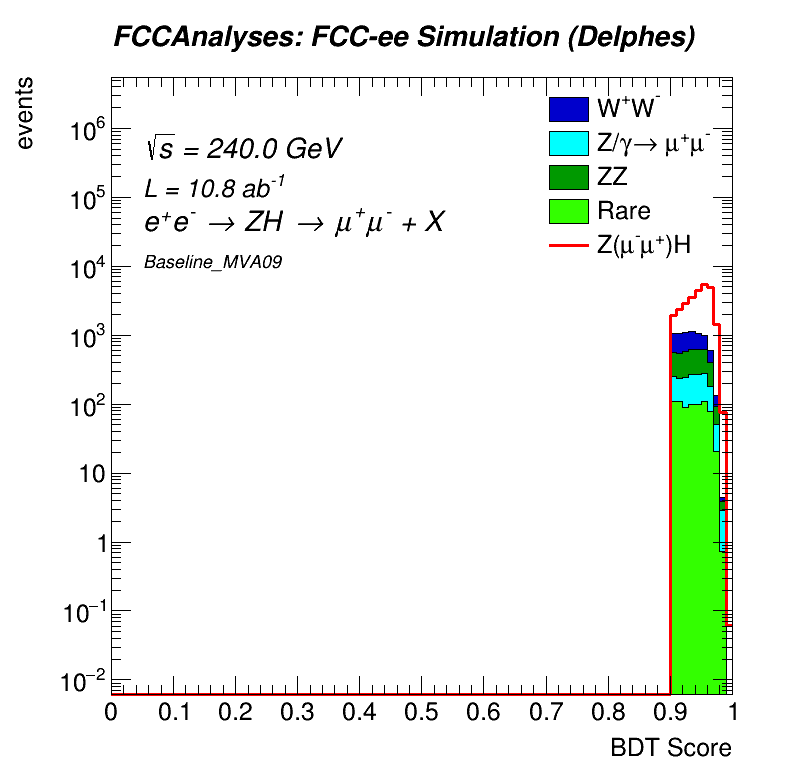 FCCAnalyses: FCC-ee Simulation (Delphes)
events
W⁺W⁻
Z/γ→ μ⁺μ⁻
ZZ
Rare
Z(μ⁻μ⁺)H
√s = 240.0 GeV
L = 10.8 ab⁻¹
e⁺e⁻ → ZH → μ⁺μ⁻ + X
Baseline_MVA09
10⁶
10⁵
10⁴
10³
10²
10
1
10⁻¹
10⁻²
0 0.1 0.2 0.3 0.4 0.5 0.6 0.7 0.8 0.9 1
BDT Score